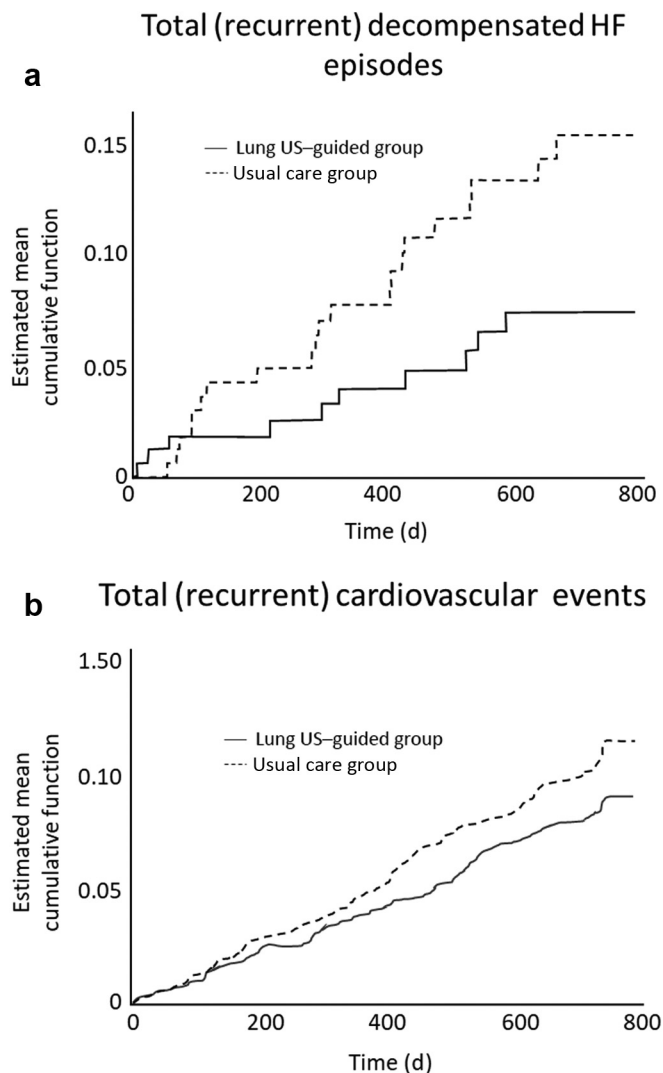 Total (recurrent) decompensated HF
episodes
a
0.15
0.10
0.05
0
Estimated mean
cumulative function
Lung US–guided group
Usual care group
0 200 400 600 800
Time (d)
b
Total (recurrent) cardiovascular events
1.50
0.10
0.05
0
Estimated mean
cumulative function
Lung US–guided group
Usual care group
0 200 400 600 800
Time (d)